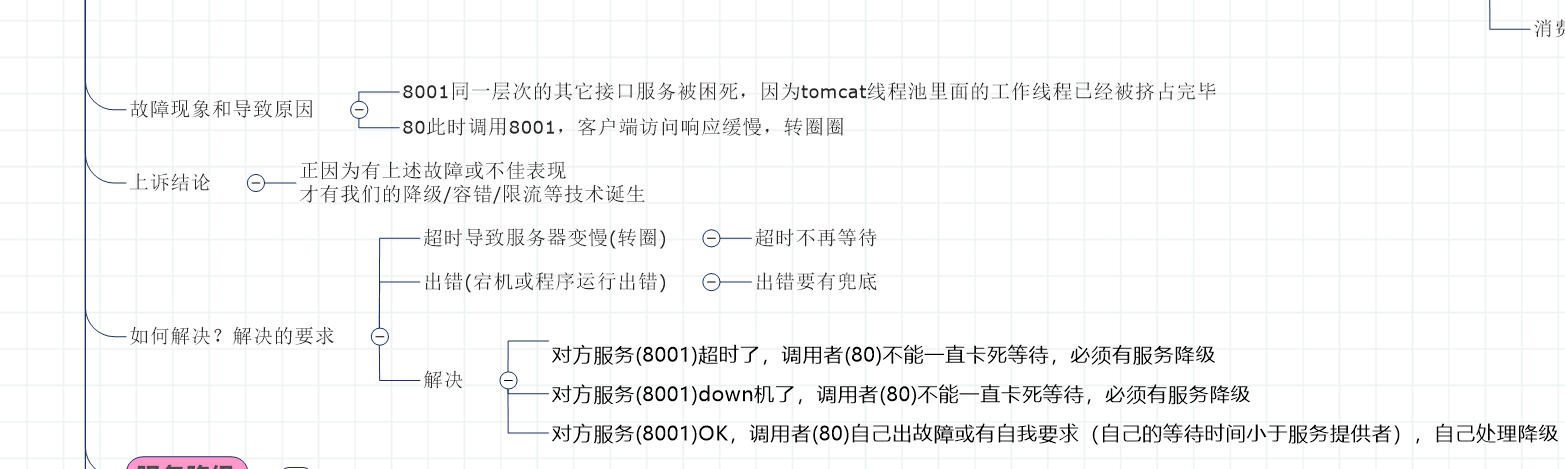 消费
故障现象和导致原因
8001同一层次的其它接口服务被困死，因为tomcat线程池里面的工作线程已经被挤占完毕
80此时调用8001，客户端访问响应缓慢，转圈圈
上诉结论
正因为有上述故障或不佳表现
才有我们的降级/容错/限流等技术诞生
如何解决？解决的要求
超时导致服务器变慢(转圈)
超时不再等待
出错(宕机或程序运行出错)
出错要有兜底
解决
对方服务(8001)超时了，调用者(80)不能一直卡死等待，必须有服务降级
对方服务(8001)down机了，调用者(80)不能一直卡死等待，必须有服务降级
对方服务(8001)OK，调用者(80)自己出故障或有自我要求（自己的等待时间小于服务提供者），自己处理降级